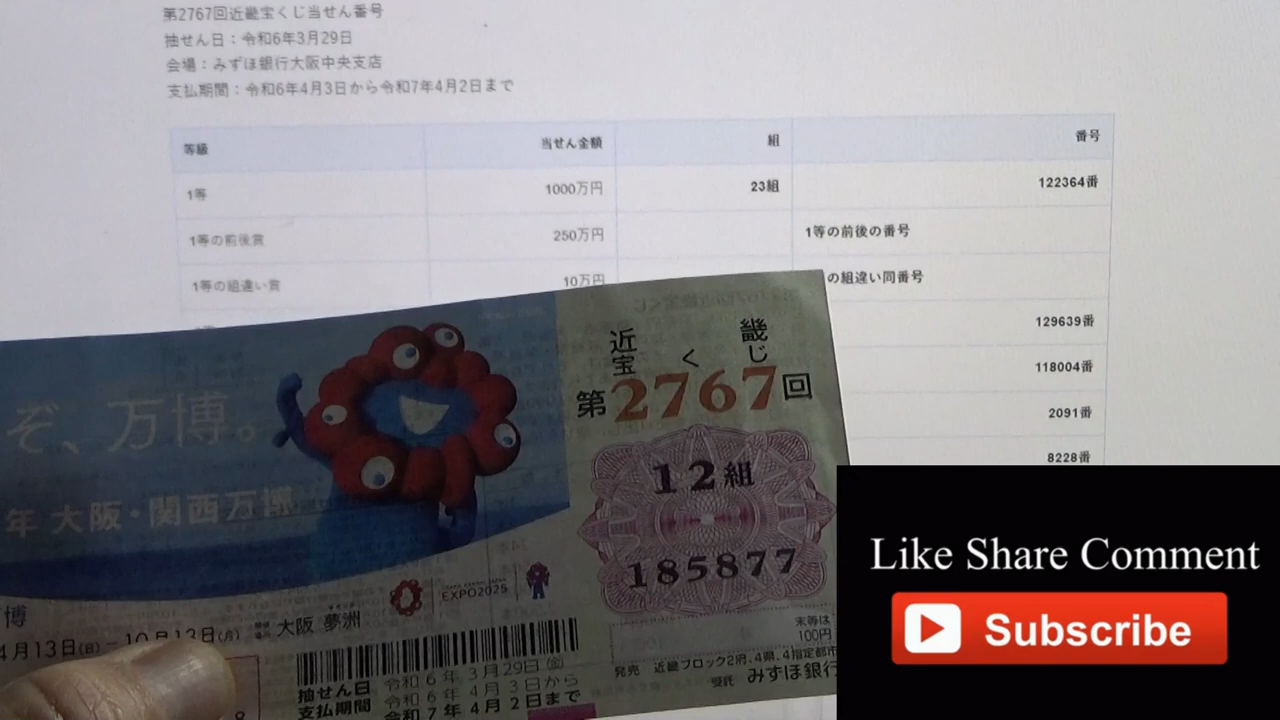 第2767回近畿宝くじ当せん番号
抽せん日：令和6年3月29日
会場：みずほ銀行大阪中央支店
支払期間：令和6年4月3日から令和7年4月2日まで
等級 当せん金額 組 番号
1等 1000万円 23組 122364番
1等の前後賞 250万円 1等の前後の番号
1等の組違い賞 10万円 の組違い同番号
129639番
118004番
2091番
8228番
近畿
宝くじ
第2767回
12組
185877
ぞ、万博。
年 大阪・関西万博
EXPO2025
博
4月13日(日)－10月13日(月) 大阪 夢洲
末等は
100円
発売 近畿ブロック2府.4県.4指定都市
受託 みずほ銀行
抽せん日 令和6年3月29日(金)
支払期間 令和6年4月3日から
令和7年4月2日まで
8
Like Share Comment
Subscribe